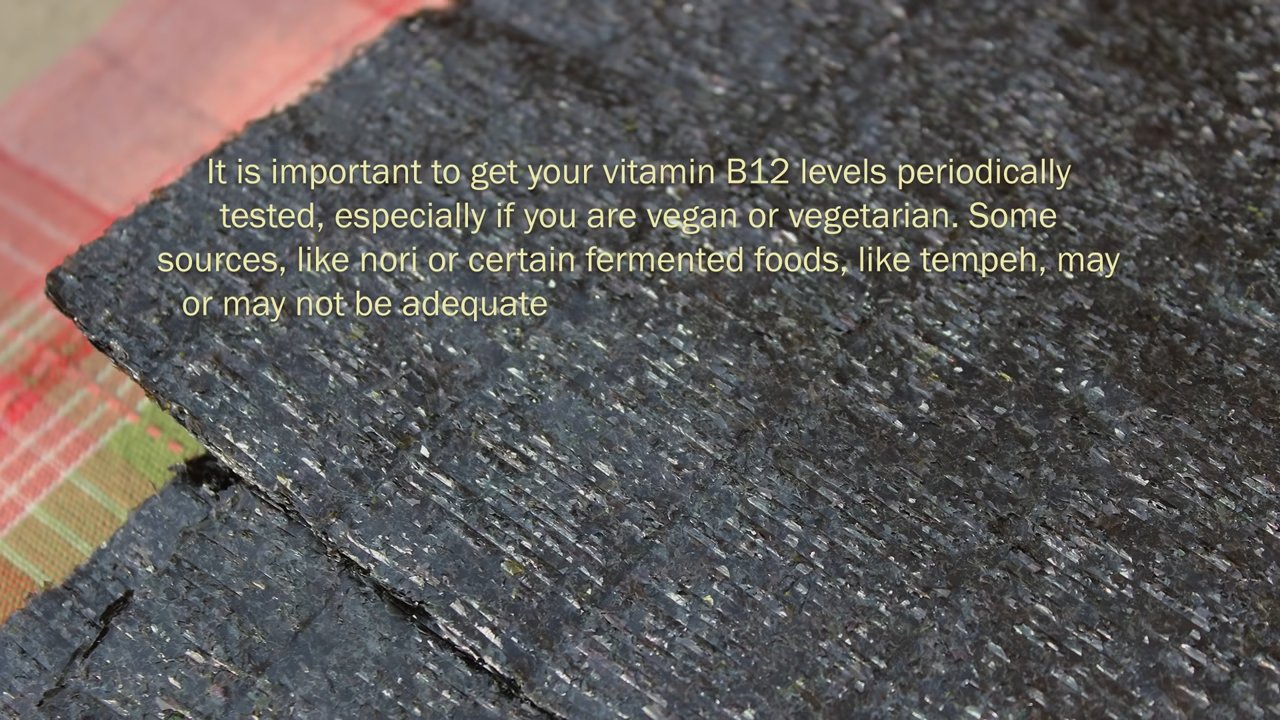 It is important to get your vitamin B12 levels periodically
tested, especially if you are vegan or vegetarian. Some
sources, like nori or certain fermented foods, like tempeh, may
or may not be adequate